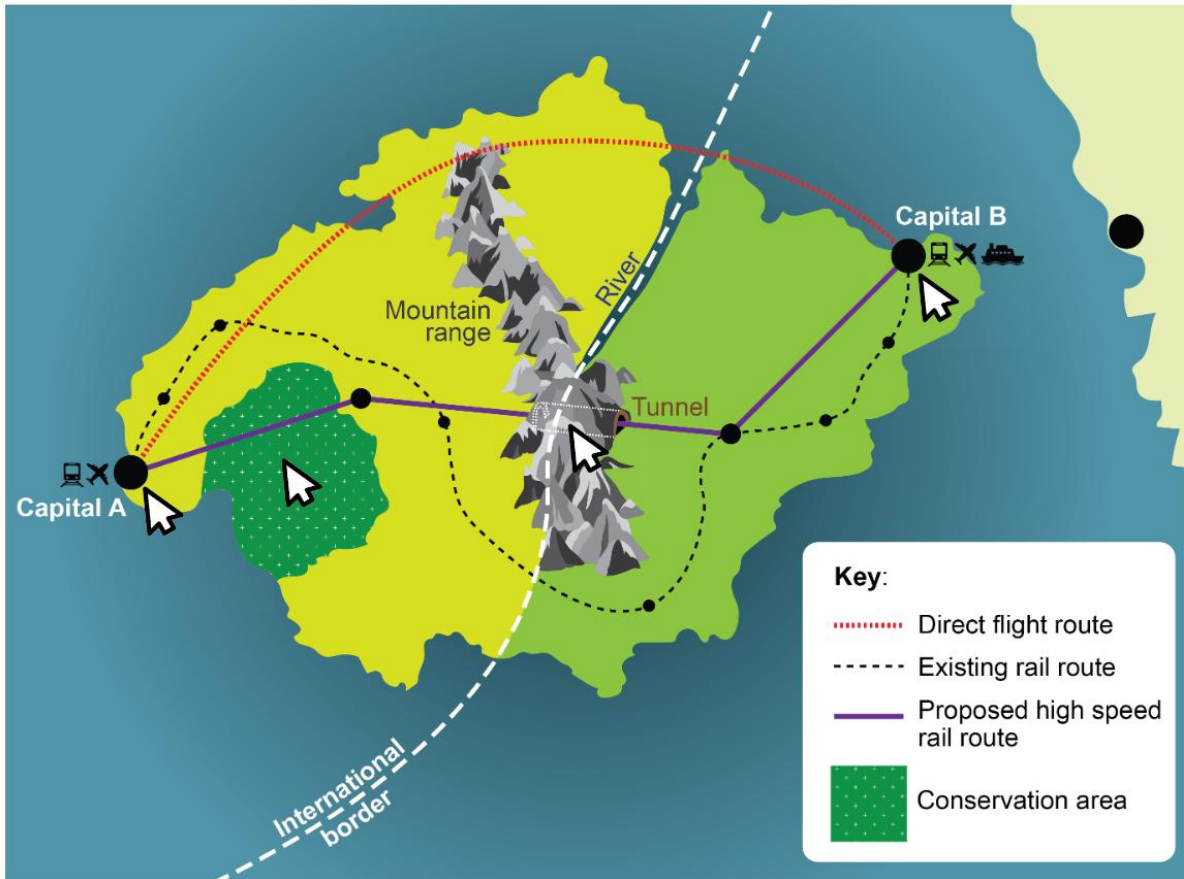 Capital B
River
Mountain
range
Tunnel
Capital A
International
border
Key:
Direct flight route
Existing rail route
Proposed high speed
rail route
Conservation area